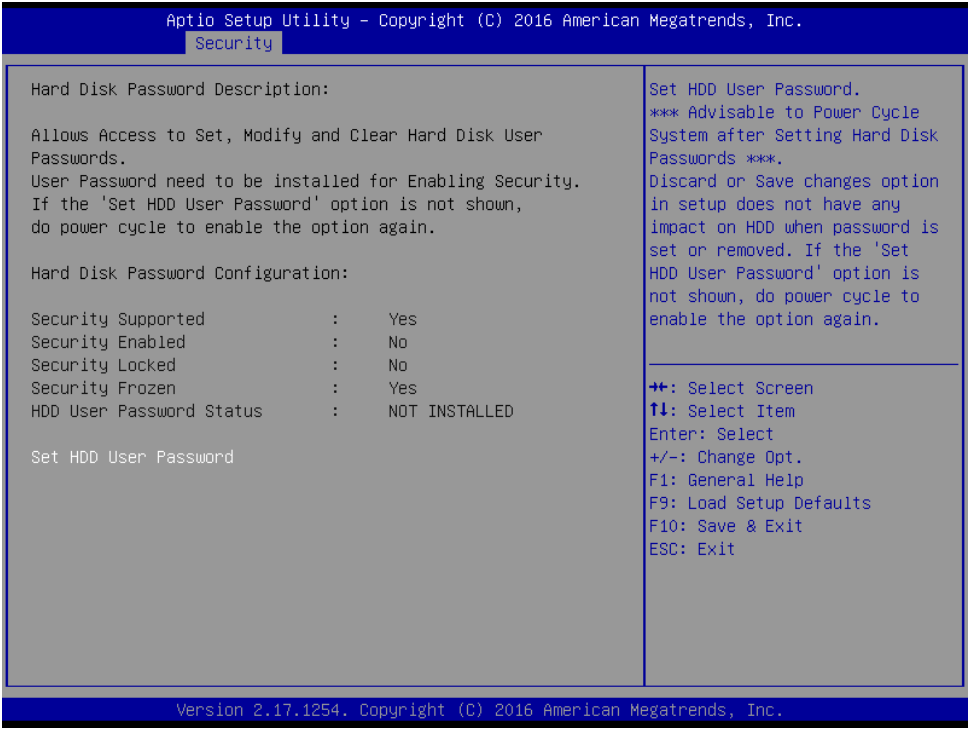 Aptio Setup Utility – Copyright (C) 2016 American Megatrends, Inc.
Security
Hard Disk Password Description:
Allows Access to Set, Modify and Clear Hard Disk User
Passwords.
User Password need to be installed for Enabling Security.
If the 'Set HDD User Password' option is not shown,
do power cycle to enable the option again.
Hard Disk Password Configuration:
Security Supported : Yes
Security Enabled : No
Security Locked : No
Security Frozen : Yes
HDD User Password Status : NOT INSTALLED
Set HDD User Password
Set HDD User Password.
*** Advisable to Power Cycle
System after Setting Hard Disk
Passwords ***.
Discard or Save changes option
in setup does not have any
impact on HDD when password is
set or removed. If the 'Set
HDD User Password' option is
not shown, do power cycle to
enable the option again.
→←: Select Screen
↑↓: Select Item
Enter: Select
+/-: Change Opt.
F1: General Help
F9: Load Setup Defaults
F10: Save & Exit
ESC: Exit
Version 2.17.1254. Copyright (C) 2016 American Megatrends, Inc.